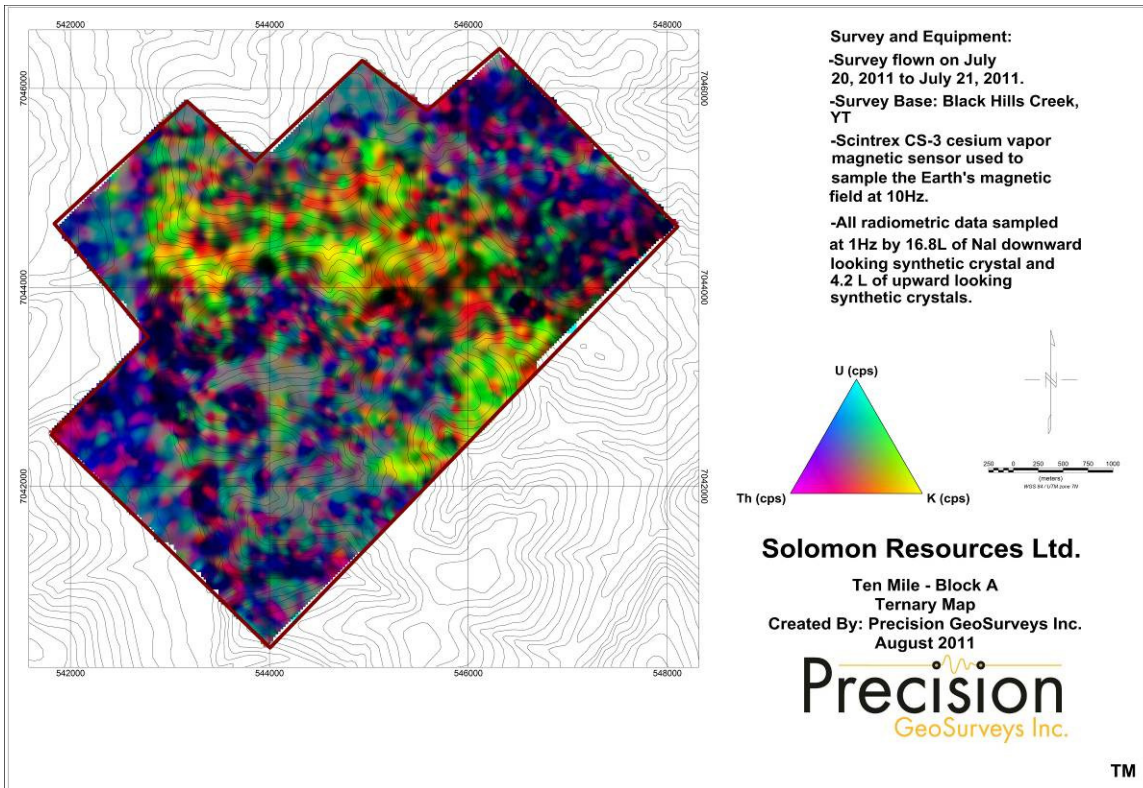 542000
544000
546000
548000
7046000
7046000
7044000
7044000
7042000
7042000
542000
544000
546000
548000
Survey and Equipment:
-Survey flown on July
20, 2011 to July 21, 2011.
-Survey Base: Black Hills Creek,
YT
-Scintrex CS-3 cesium vapor
magnetic sensor used to
sample the Earth's magnetic
field at 10Hz.
-All radiometric data sampled
at 1Hz by 16.8L of NaI downward
looking synthetic crystal and
4.2 L of upward looking
synthetic crystals.
U (cps)
Th (cps)
K (cps)
N
250 0 250 500 750 1000
(meters)
WGS 84 / UTM zone 7N
Solomon Resources Ltd.
Ten Mile - Block A
Ternary Map
Created By: Precision GeoSurveys Inc.
August 2011
Precision
GeoSurveys Inc.
TM